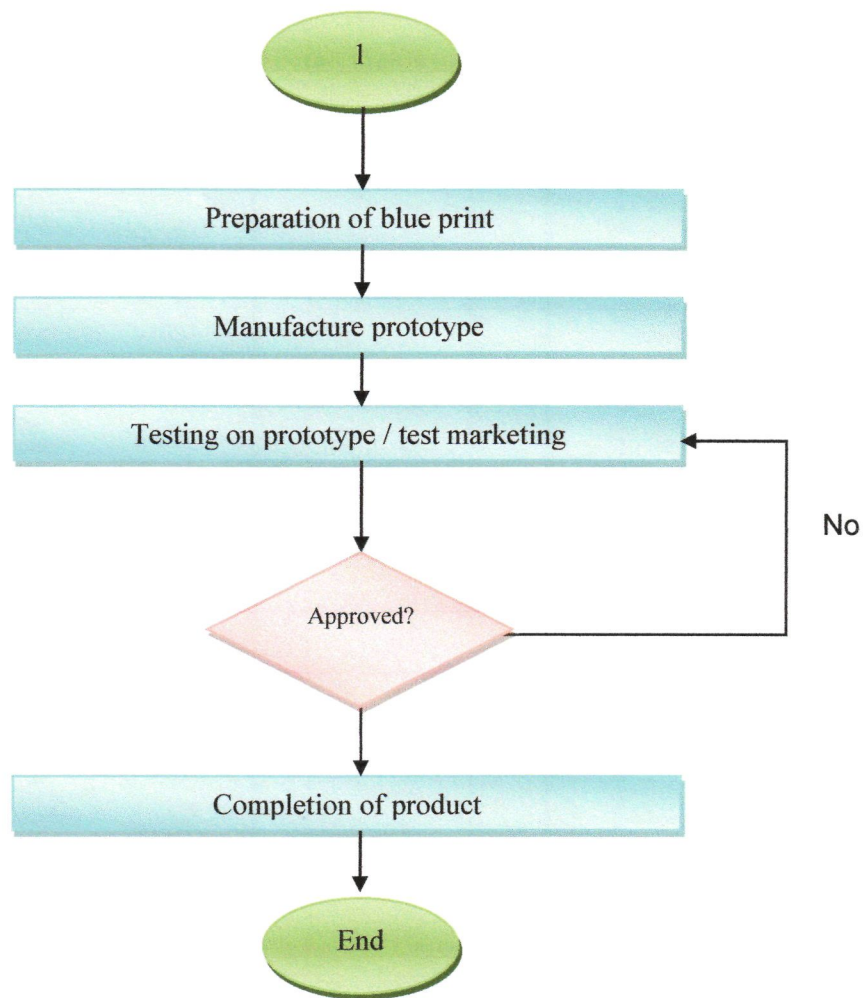 1
Preparation of blue print
Manufacture prototype
Testing on prototype / test marketing
No
Approved?
Completion of product
End